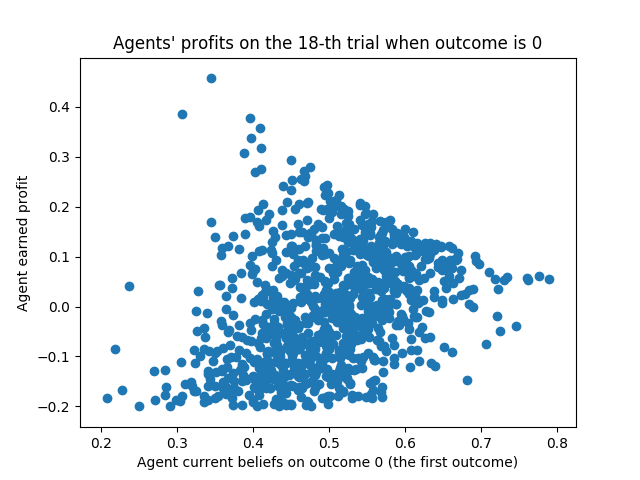 Agents' profits on the 18-th trial when outcome is 0
Agent earned profit
0.4
0.3
0.2
0.1
0.0
−0.1
−0.2
0.2 0.3 0.4 0.5 0.6 0.7 0.8
Agent current beliefs on outcome 0 (the first outcome)